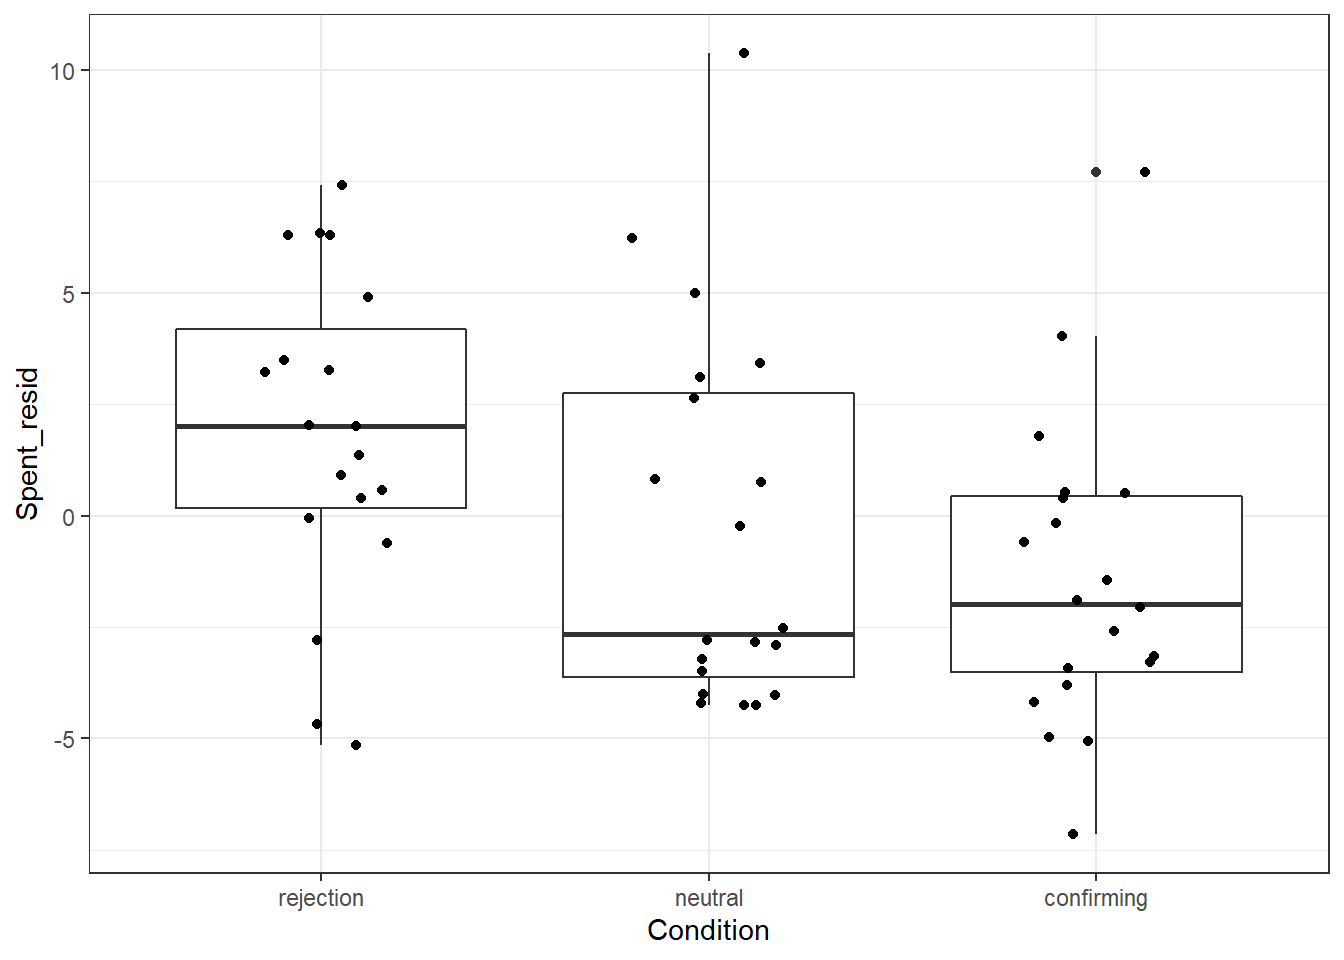 Spent_resid
10
5
0
-5
rejection
neutral
confirming
Condition